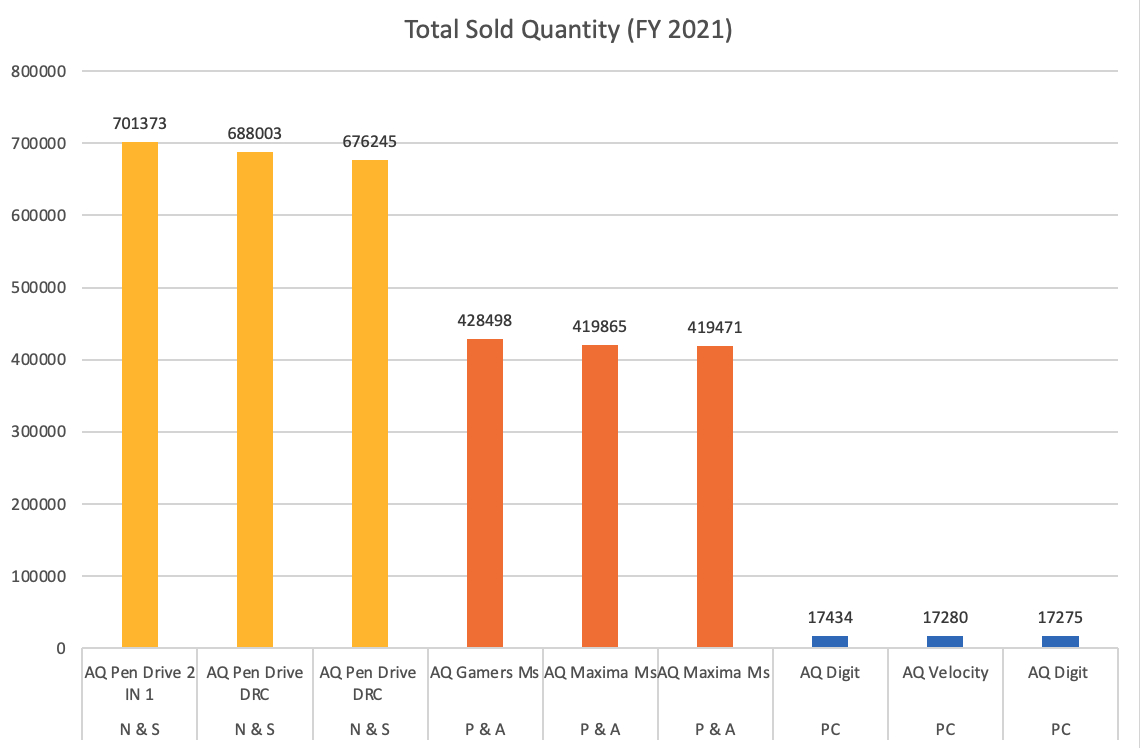 Total Sold Quantity (FY 2021)
800000
700000
600000
500000
400000
300000
200000
100000
0
701373
688003
676245
428498
419865
419471
17434
17280
17275
AQ Pen Drive 2
IN 1
AQ Pen Drive
DRC
AQ Pen Drive
DRC
AQ Gamers Ms
AQ Maxima Ms
AQ Maxima Ms
AQ Digit
AQ Velocity
AQ Digit
N & S
N & S
N & S
P & A
P & A
P & A
PC
PC
PC